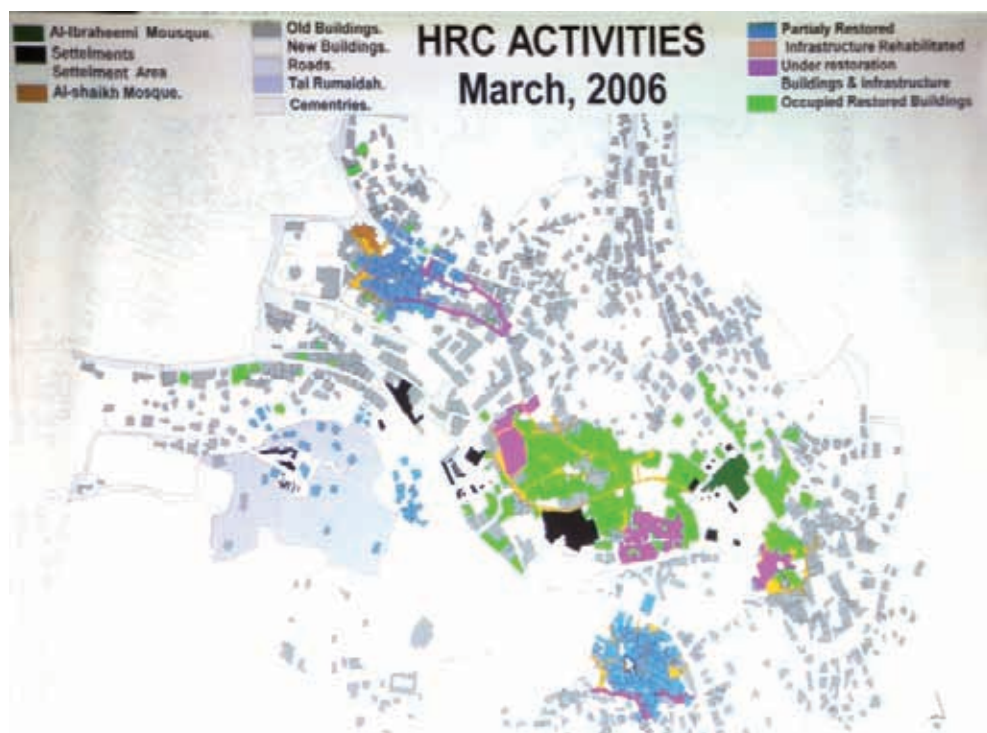 Al-Ibraheemi Mousque.
Settelments
Settelment Area
Al-shaikh Mosque.
Old Buildings.
New Buildings.
Roads.
Tal Rumaidah.
Cementries.
HRC ACTIVITIES
March, 2006
Partialy Restored
Infrastructure Rehabilitated
Under restoration
Buildings & infrastructure
Occupied Restored Buildings